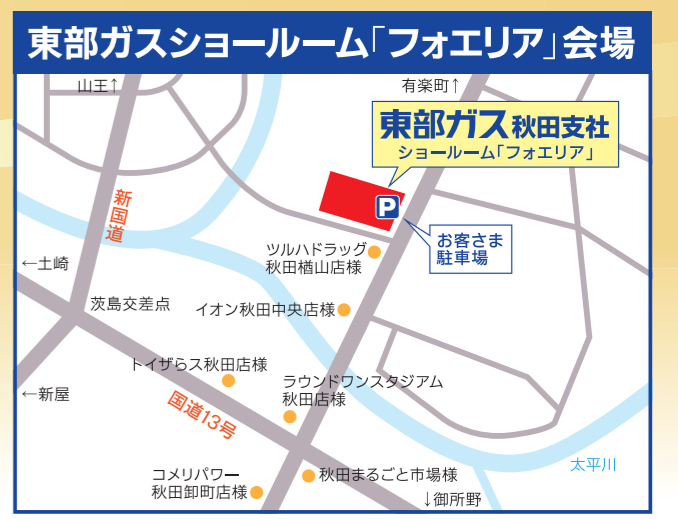 東部ガスショールーム「フォエリア」会場
山王↑
有楽町↑
東部ガス 秋田支社
ショールーム「フォエリア」
P
新国道
お客さま
駐車場
ツルハドラッグ
秋田楢山店様
←土崎
茨島交差点
イオン秋田中央店様
トイザらス秋田店様
ラウンドワンスタジアム
秋田店様
←新屋
国道13号
太平川
コメリパワー
秋田卸町店様
秋田まるごと市場様
↓御所野